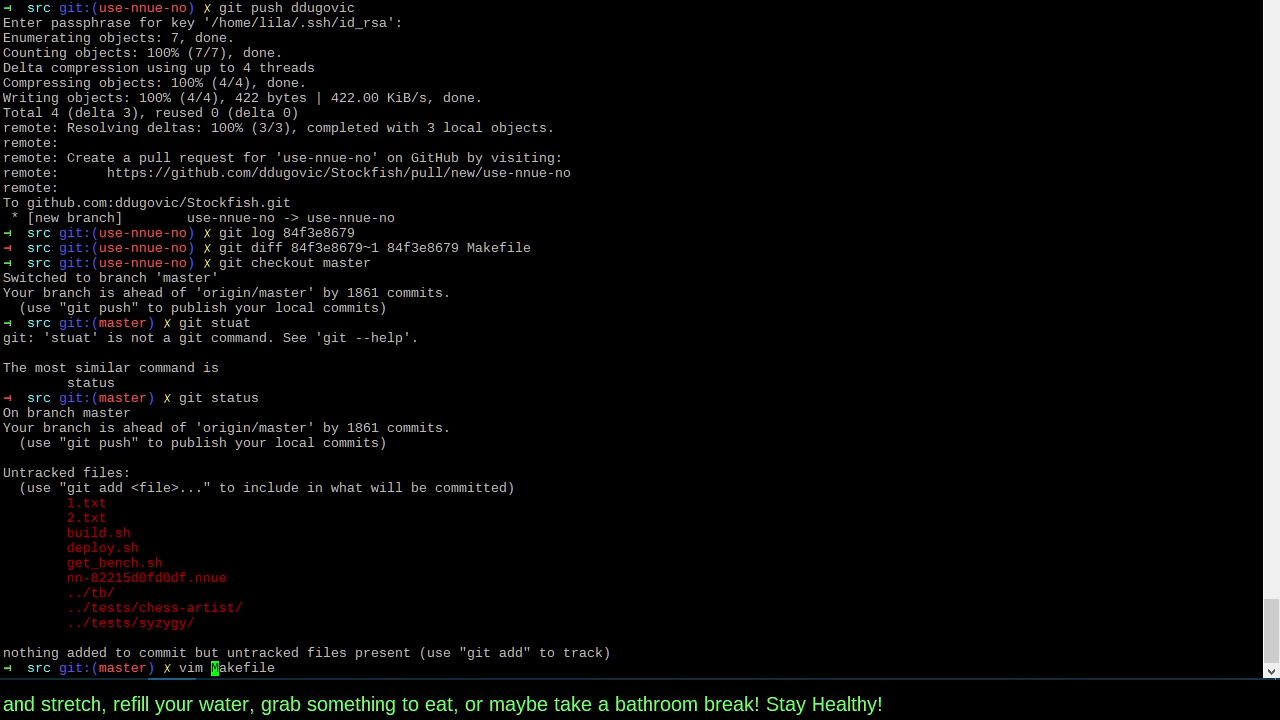 → src git:(use-nnue-no) ✗ git push ddugovic
Enter passphrase for key '/home/lila/.ssh/id_rsa':
Enumerating objects: 7, done.
Counting objects: 100% (7/7), done.
Delta compression using up to 4 threads
Compressing objects: 100% (4/4), done.
Writing objects: 100% (4/4), 422 bytes | 422.00 KiB/s, done.
Total 4 (delta 3), reused 0 (delta 0)
remote: Resolving deltas: 100% (3/3), completed with 3 local objects.
remote:
remote: Create a pull request for 'use-nnue-no' on GitHub by visiting:
remote:      https://github.com/ddugovic/Stockfish/pull/new/use-nnue-no
remote:
To github.com:ddugovic/Stockfish.git
 * [new branch]        use-nnue-no -> use-nnue-no
→ src git:(use-nnue-no) ✗ git log 84f3e8679
→ src git:(use-nnue-no) ✗ git diff 84f3e8679~1 84f3e8679 Makefile
→ src git:(use-nnue-no) ✗ git checkout master
Switched to branch 'master'
Your branch is ahead of 'origin/master' by 1861 commits.
  (use "git push" to publish your local commits)
→ src git:(master) ✗ git stuat
git: 'stuat' is not a git command. See 'git --help'.
The most similar command is
        status
→ src git:(master) ✗ git status
On branch master
Your branch is ahead of 'origin/master' by 1861 commits.
  (use "git push" to publish your local commits)
Untracked files:
  (use "git add <file>..." to include in what will be committed)
        1.txt
        2.txt
        build.sh
        deploy.sh
        get_bench.sh
        nn-82215d0fd0df.nnue
        ../tb/
        ../tests/chess-artist/
        ../tests/syzygy/
nothing added to commit but untracked files present (use "git add" to track)
→ src git:(master) ✗ vim Makefile
and stretch, refill your water, grab something to eat, or maybe take a bathroom break! Stay Healthy!